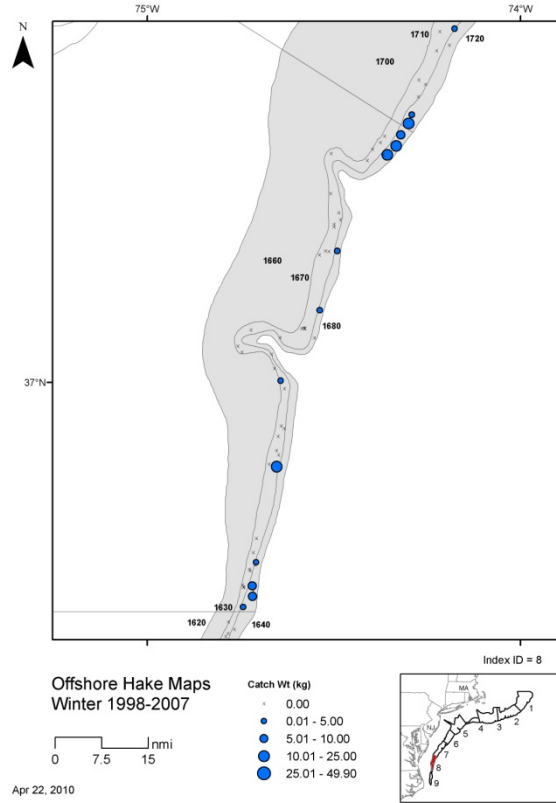 75°W
74°W
N
1710
1720
1700
1660
1670
1680
37°N
1630
1620
1640
Index ID = 8
Offshore Hake Maps
Winter 1998-2007
0
7.5
15
nmi
Apr 22, 2010
Catch Wt (kg)
0.00
0.01 - 5.00
5.01 - 10.00
10.01 - 25.00
25.01 - 49.90
MA
NJ
1
2
3
4
5
6
7
8
9